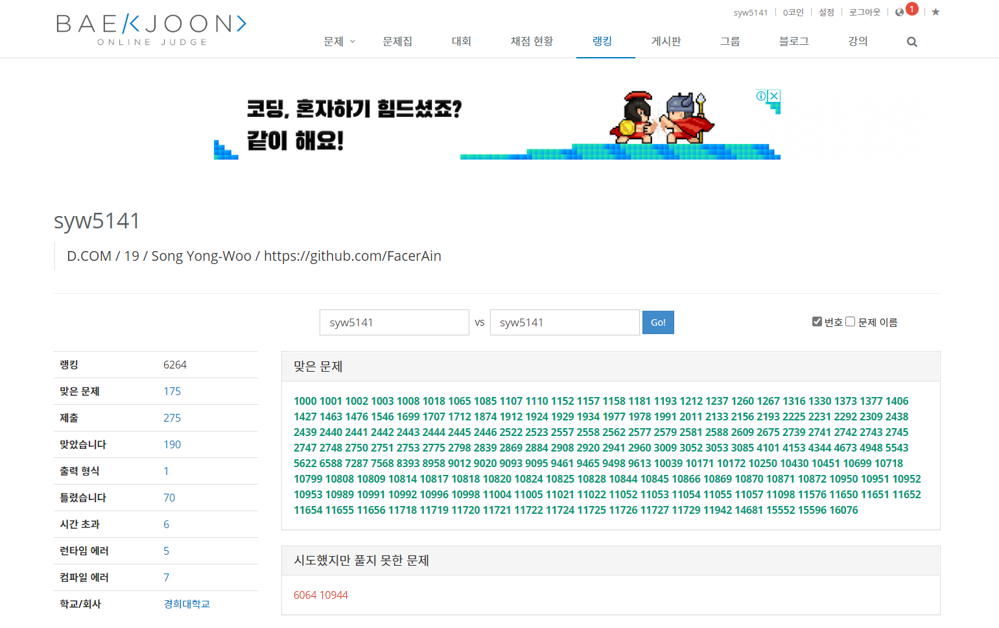 syw5141 0코인 설정 로그아웃 1
BAEKJOON
ONLINE JUDGE
문제 문제집 대회 채점 현황 랭킹 게시판 그룹 블로그 강의
코딩, 혼자하기 힘드셨죠?
같이 해요!
syw5141
D.COM / 19 / Song Yong-Woo / https://github.com/FacerAin
syw5141 vs syw5141 Go! 번호 문제 이름
랭킹 6264
맞은 문제 175
제출 275
맞았습니다 190
출력 형식 1
틀렸습니다 70
시간 초과 6
런타임 에러 5
컴파일 에러 7
학교/회사 경희대학교
맞은 문제
1000 1001 1002 1003 1008 1018 1065 1085 1107 1110 1152 1157 1158 1181 1193 1212 1237 1260 1267 1316 1330 1373 1377 1406
1427 1463 1476 1546 1699 1707 1712 1874 1912 1924 1929 1934 1977 1978 1991 2011 2133 2156 2193 2225 2231 2292 2309 2438
2439 2440 2441 2442 2443 2444 2445 2446 2522 2523 2557 2558 2562 2577 2579 2581 2588 2609 2675 2739 2741 2742 2743 2745
2747 2748 2750 2751 2753 2775 2798 2839 2869 2884 2908 2920 2941 2960 3009 3052 3053 3085 4101 4153 4344 4673 4948 5543
5622 6588 7287 7568 8393 8958 9012 9020 9093 9095 9461 9465 9498 9613 10039 10171 10172 10250 10430 10451 10699 10718
10799 10808 10809 10814 10817 10818 10820 10824 10825 10828 10844 10845 10866 10869 10870 10871 10872 10950 10951 10952
10953 10989 10991 10992 10996 10998 11004 11005 11021 11022 11052 11053 11054 11055 11057 11098 11576 11650 11651 11652
11654 11655 11656 11718 11719 11720 11721 11722 11724 11725 11726 11727 11729 11942 14681 15552 15596 16076
시도했지만 풀지 못한 문제
6064 10944